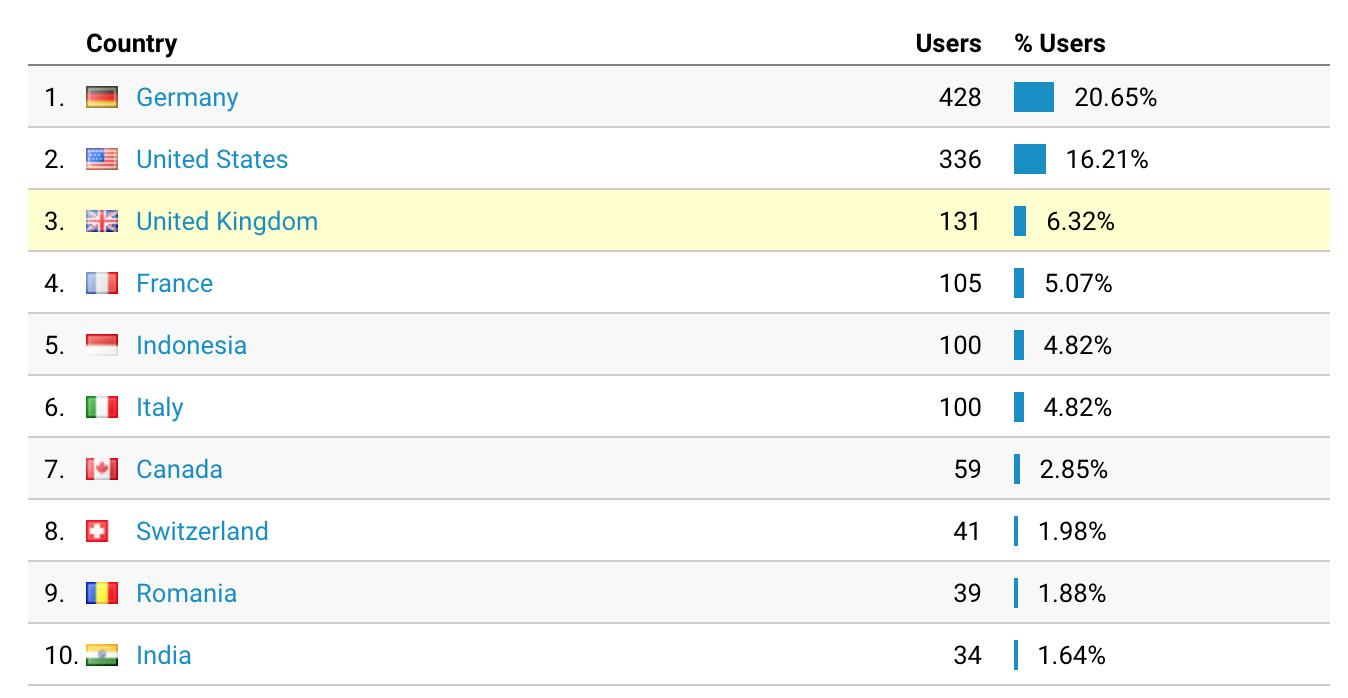 Country Users % Users
1. Germany 428 20.65%
2. United States 336 16.21%
3. United Kingdom 131 6.32%
4. France 105 5.07%
5. Indonesia 100 4.82%
6. Italy 100 4.82%
7. Canada 59 2.85%
8. Switzerland 41 1.98%
9. Romania 39 1.88%
10. India 34 1.64%